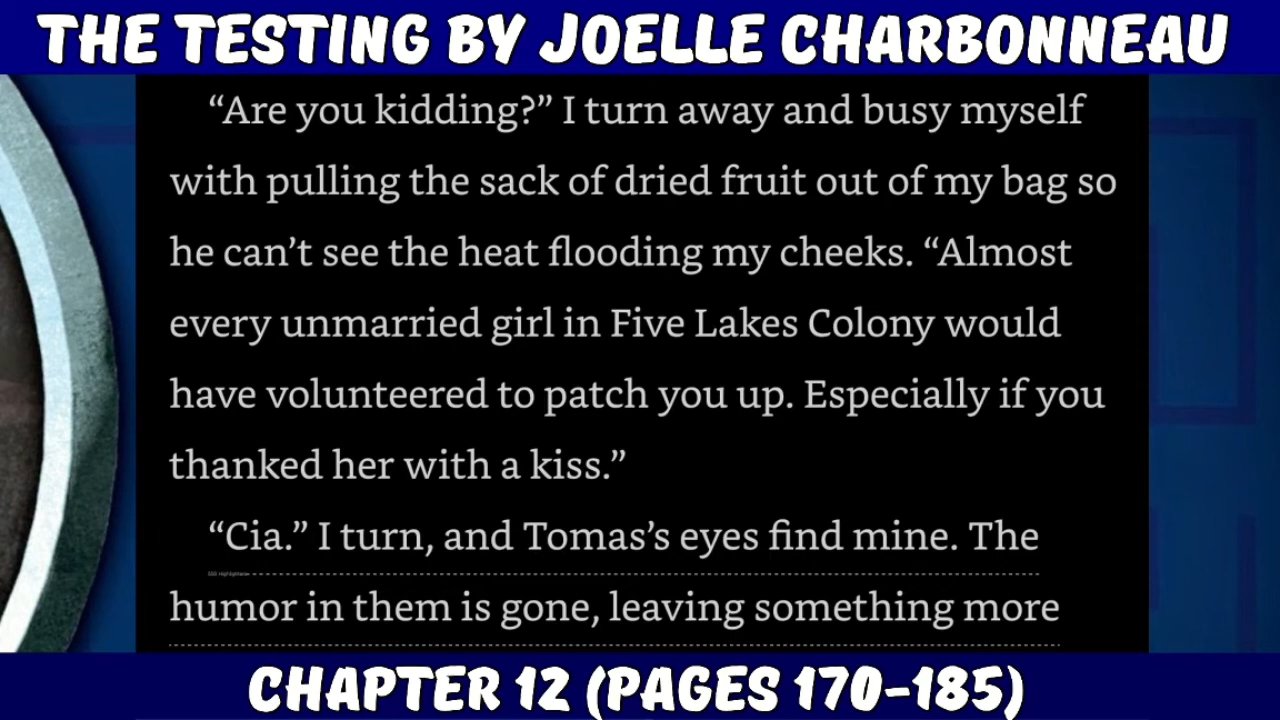 THE TESTING BY JOELLE CHARBONNEAU
“Are you kidding?” I turn away and busy myself
with pulling the sack of dried fruit out of my bag so
he can’t see the heat flooding my cheeks. “Almost
every unmarried girl in Five Lakes Colony would
have volunteered to patch you up. Especially if you
thanked her with a kiss.”
“Cia.” I turn, and Tomas’s eyes find mine. The
humor in them is gone, leaving something more
CHAPTER 12 (PAGES 170-185)